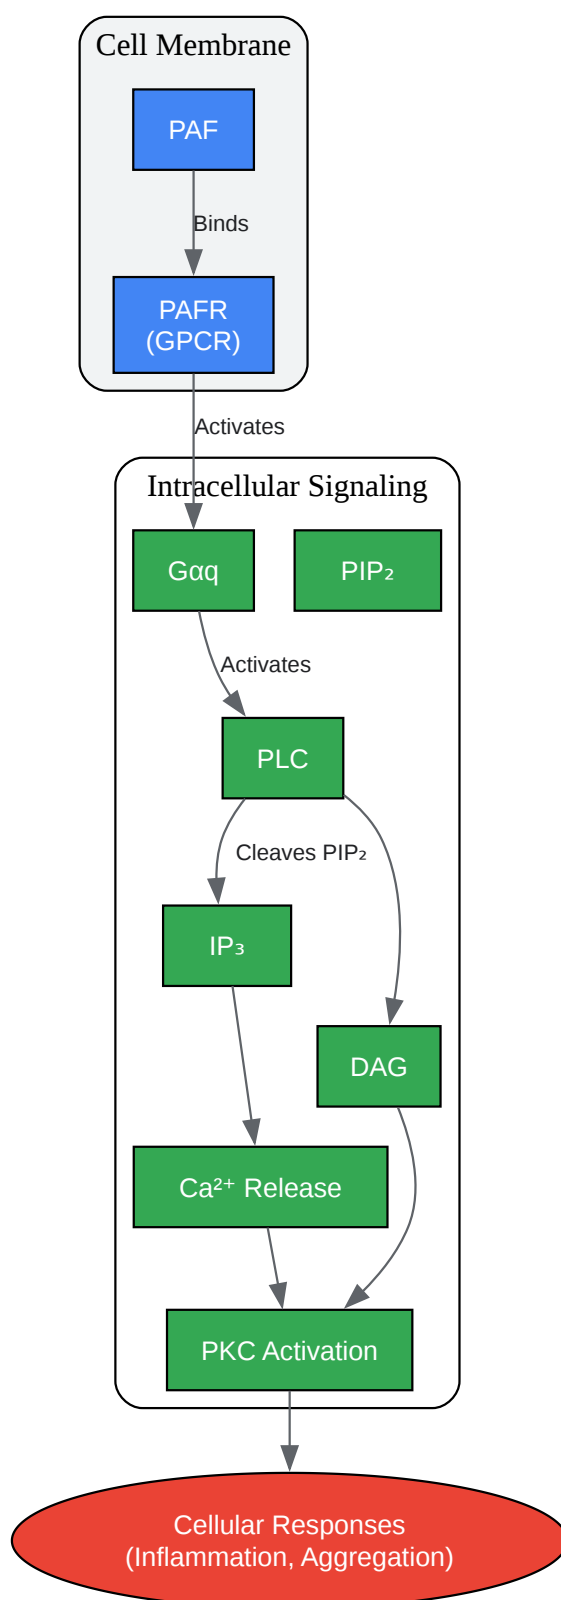 Cell Membrane
PAF
Binds
PAFR
(GPCR)
Activates
Intracellular Signaling
Gαq
PIP₂
Activates
PLC
Cleaves PIP₂
IP₃
DAG
Ca²⁺ Release
PKC Activation
Cellular Responses
(Inflammation, Aggregation)